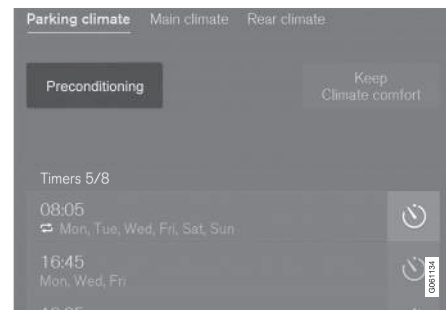 Parking climate Main climate Rear climate
Preconditioning
Keep
Climate comfort
Timers 5/8
08:05
Mon, Tue, Wed, Fri, Sat, Sun
16:45
Mon, Wed, Fri
G061134